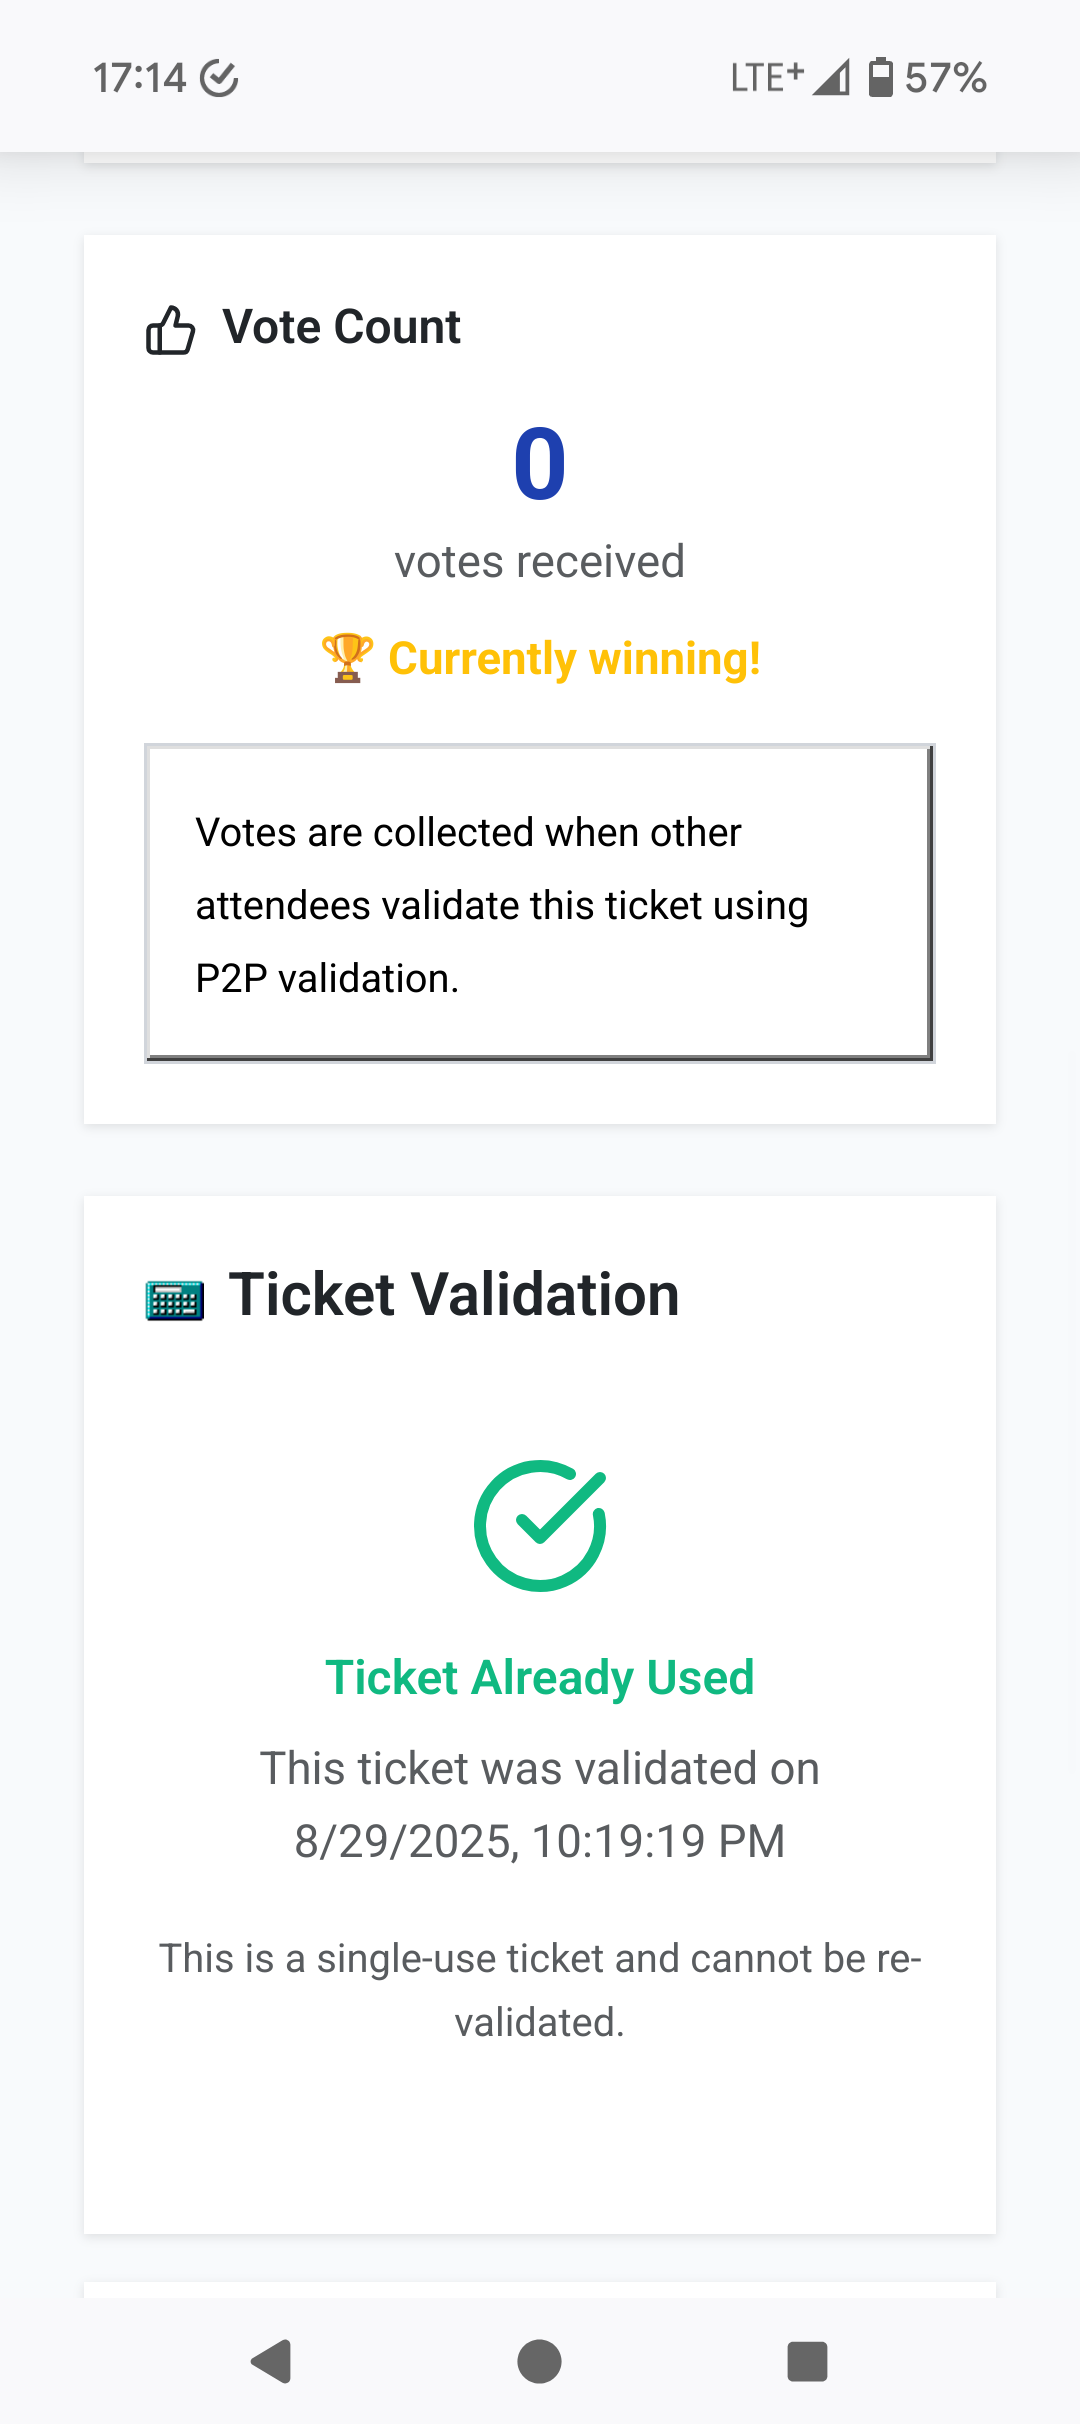 17:14 LTE+ 57%
Vote Count
0
votes received
🏆 Currently winning!
Votes are collected when other
attendees validate this ticket using
P2P validation.
Ticket Validation
Ticket Already Used
This ticket was validated on
8/29/2025, 10:19:19 PM
This is a single-use ticket and cannot be re-
validated.